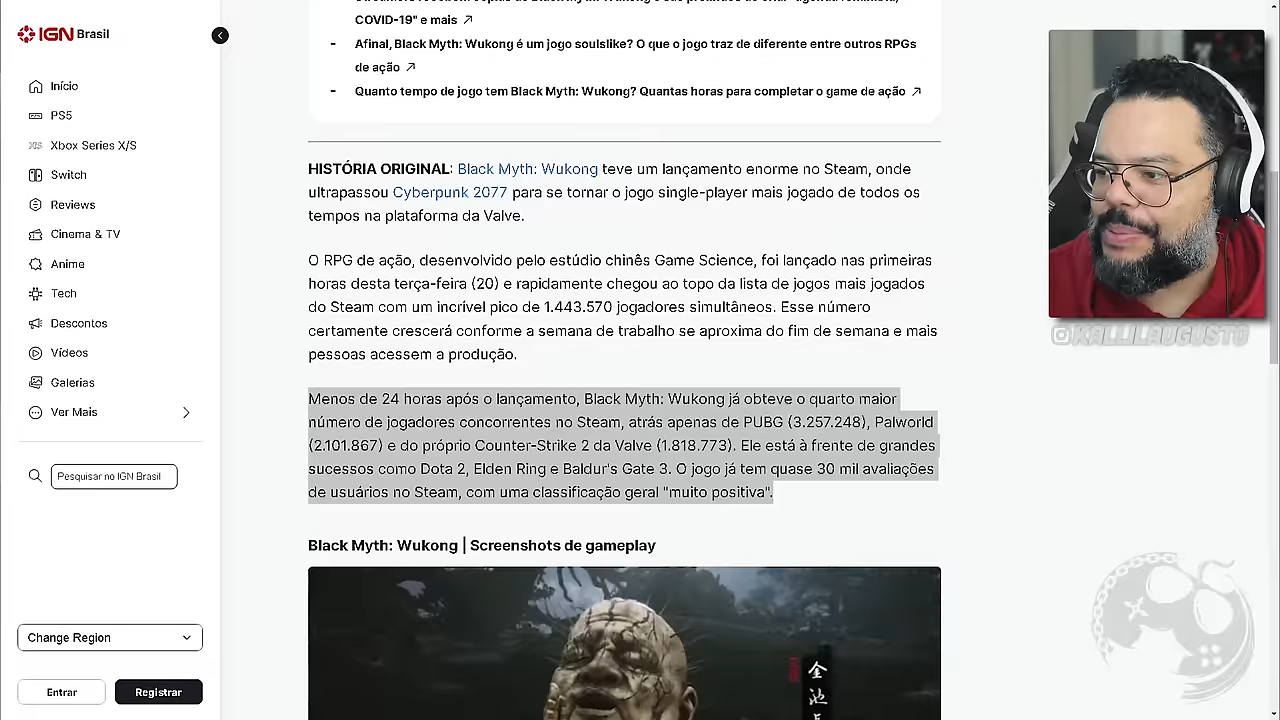 IGN Brasil
Início
PS5
Xbox Series X/S
Switch
Reviews
Cinema & TV
Anime
Tech
Descontos
Vídeos
Galerias
Ver Mais
Pesquisar no IGN Brasil
Change Region
Entrar
Registrar
COVID-19" e mais
- Afinal, Black Myth: Wukong é um jogo soulslike? O que o jogo traz de diferente entre outros RPGs
de ação
- Quanto tempo de jogo tem Black Myth: Wukong? Quantas horas para completar o game de ação
HISTÓRIA ORIGINAL: Black Myth: Wukong teve um lançamento enorme no Steam, onde
ultrapassou Cyberpunk 2077 para se tornar o jogo single-player mais jogado de todos os
tempos na plataforma da Valve.
O RPG de ação, desenvolvido pelo estúdio chinês Game Science, foi lançado nas primeiras
horas desta terça-feira (20) e rapidamente chegou ao topo da lista de jogos mais jogados
do Steam com um incrível pico de 1.443.570 jogadores simultâneos. Esse número
certamente crescerá conforme a semana de trabalho se aproxima do fim de semana e mais
pessoas acessem a produção.
Menos de 24 horas após o lançamento, Black Myth: Wukong já obteve o quarto maior
número de jogadores concorrentes no Steam, atrás apenas de PUBG (3.257.248), Palworld
(2.101.867) e do próprio Counter-Strike 2 da Valve (1.818.773). Ele está à frente de grandes
sucessos como Dota 2, Elden Ring e Baldur's Gate 3. O jogo já tem quase 30 mil avaliações
de usuários no Steam, com uma classificação geral "muito positiva".
Black Myth: Wukong | Screenshots de gameplay
金
池
@KALLILAUGUSTO